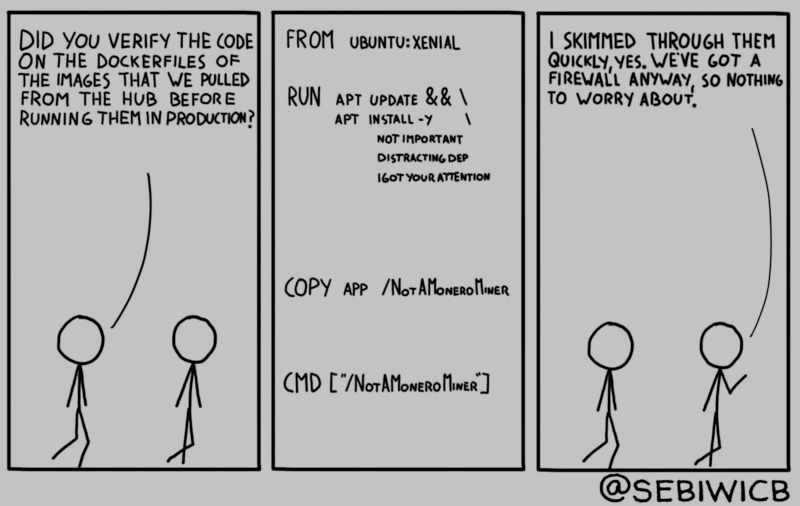 DID YOU VERIFY THE CODE
ON THE DOCKERFILES OF
THE IMAGES THAT WE PULLED
FROM THE HUB BEFORE
RUNNING THEM IN PRODUCTION?
FROM UBUNTU:XENIAL
RUN APT UPDATE && \
APT INSTALL -Y \
NOT IMPORTANT
DISTRACTING DEP
IGOT YOUR ATTENTION
COPY APP /NOTAMONEROMINER
CMD ["/NOTAMONEROMINER"]
I SKIMMED THROUGH THEM
QUICKLY, YES. WE'VE GOT A
FIREWALL ANYWAY, SO NOTHING
TO WORRY ABOUT.
@SEBIWICB